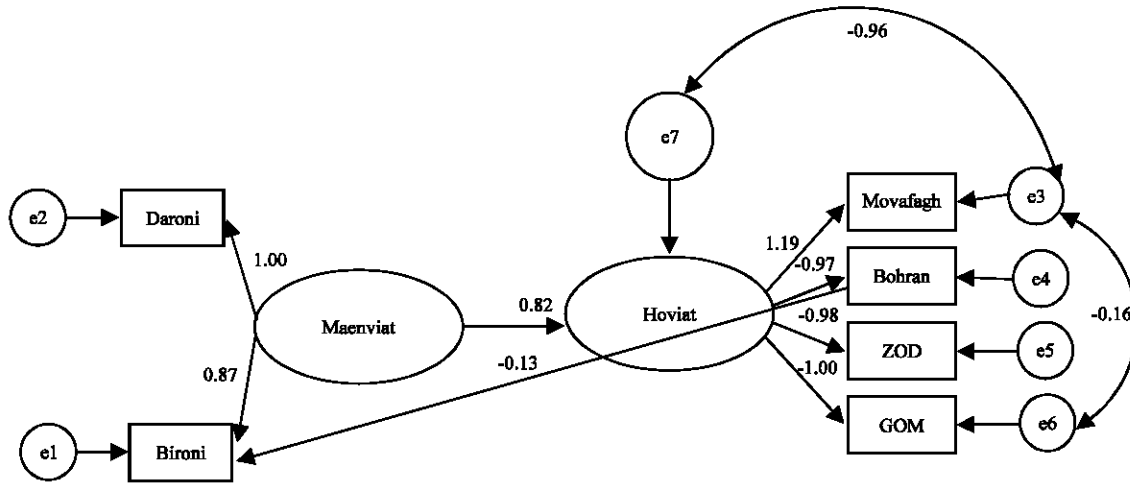 -0.96
e7
e2
Daroni
Movafagh
e3
1.00
1.19
-0.97
Bohran
e4
Maenviat
0.82
Hoviat
-0.98
-0.16
ZOD
e5
0.87
-0.13
-1.00
GOM
e6
e1
Bironi